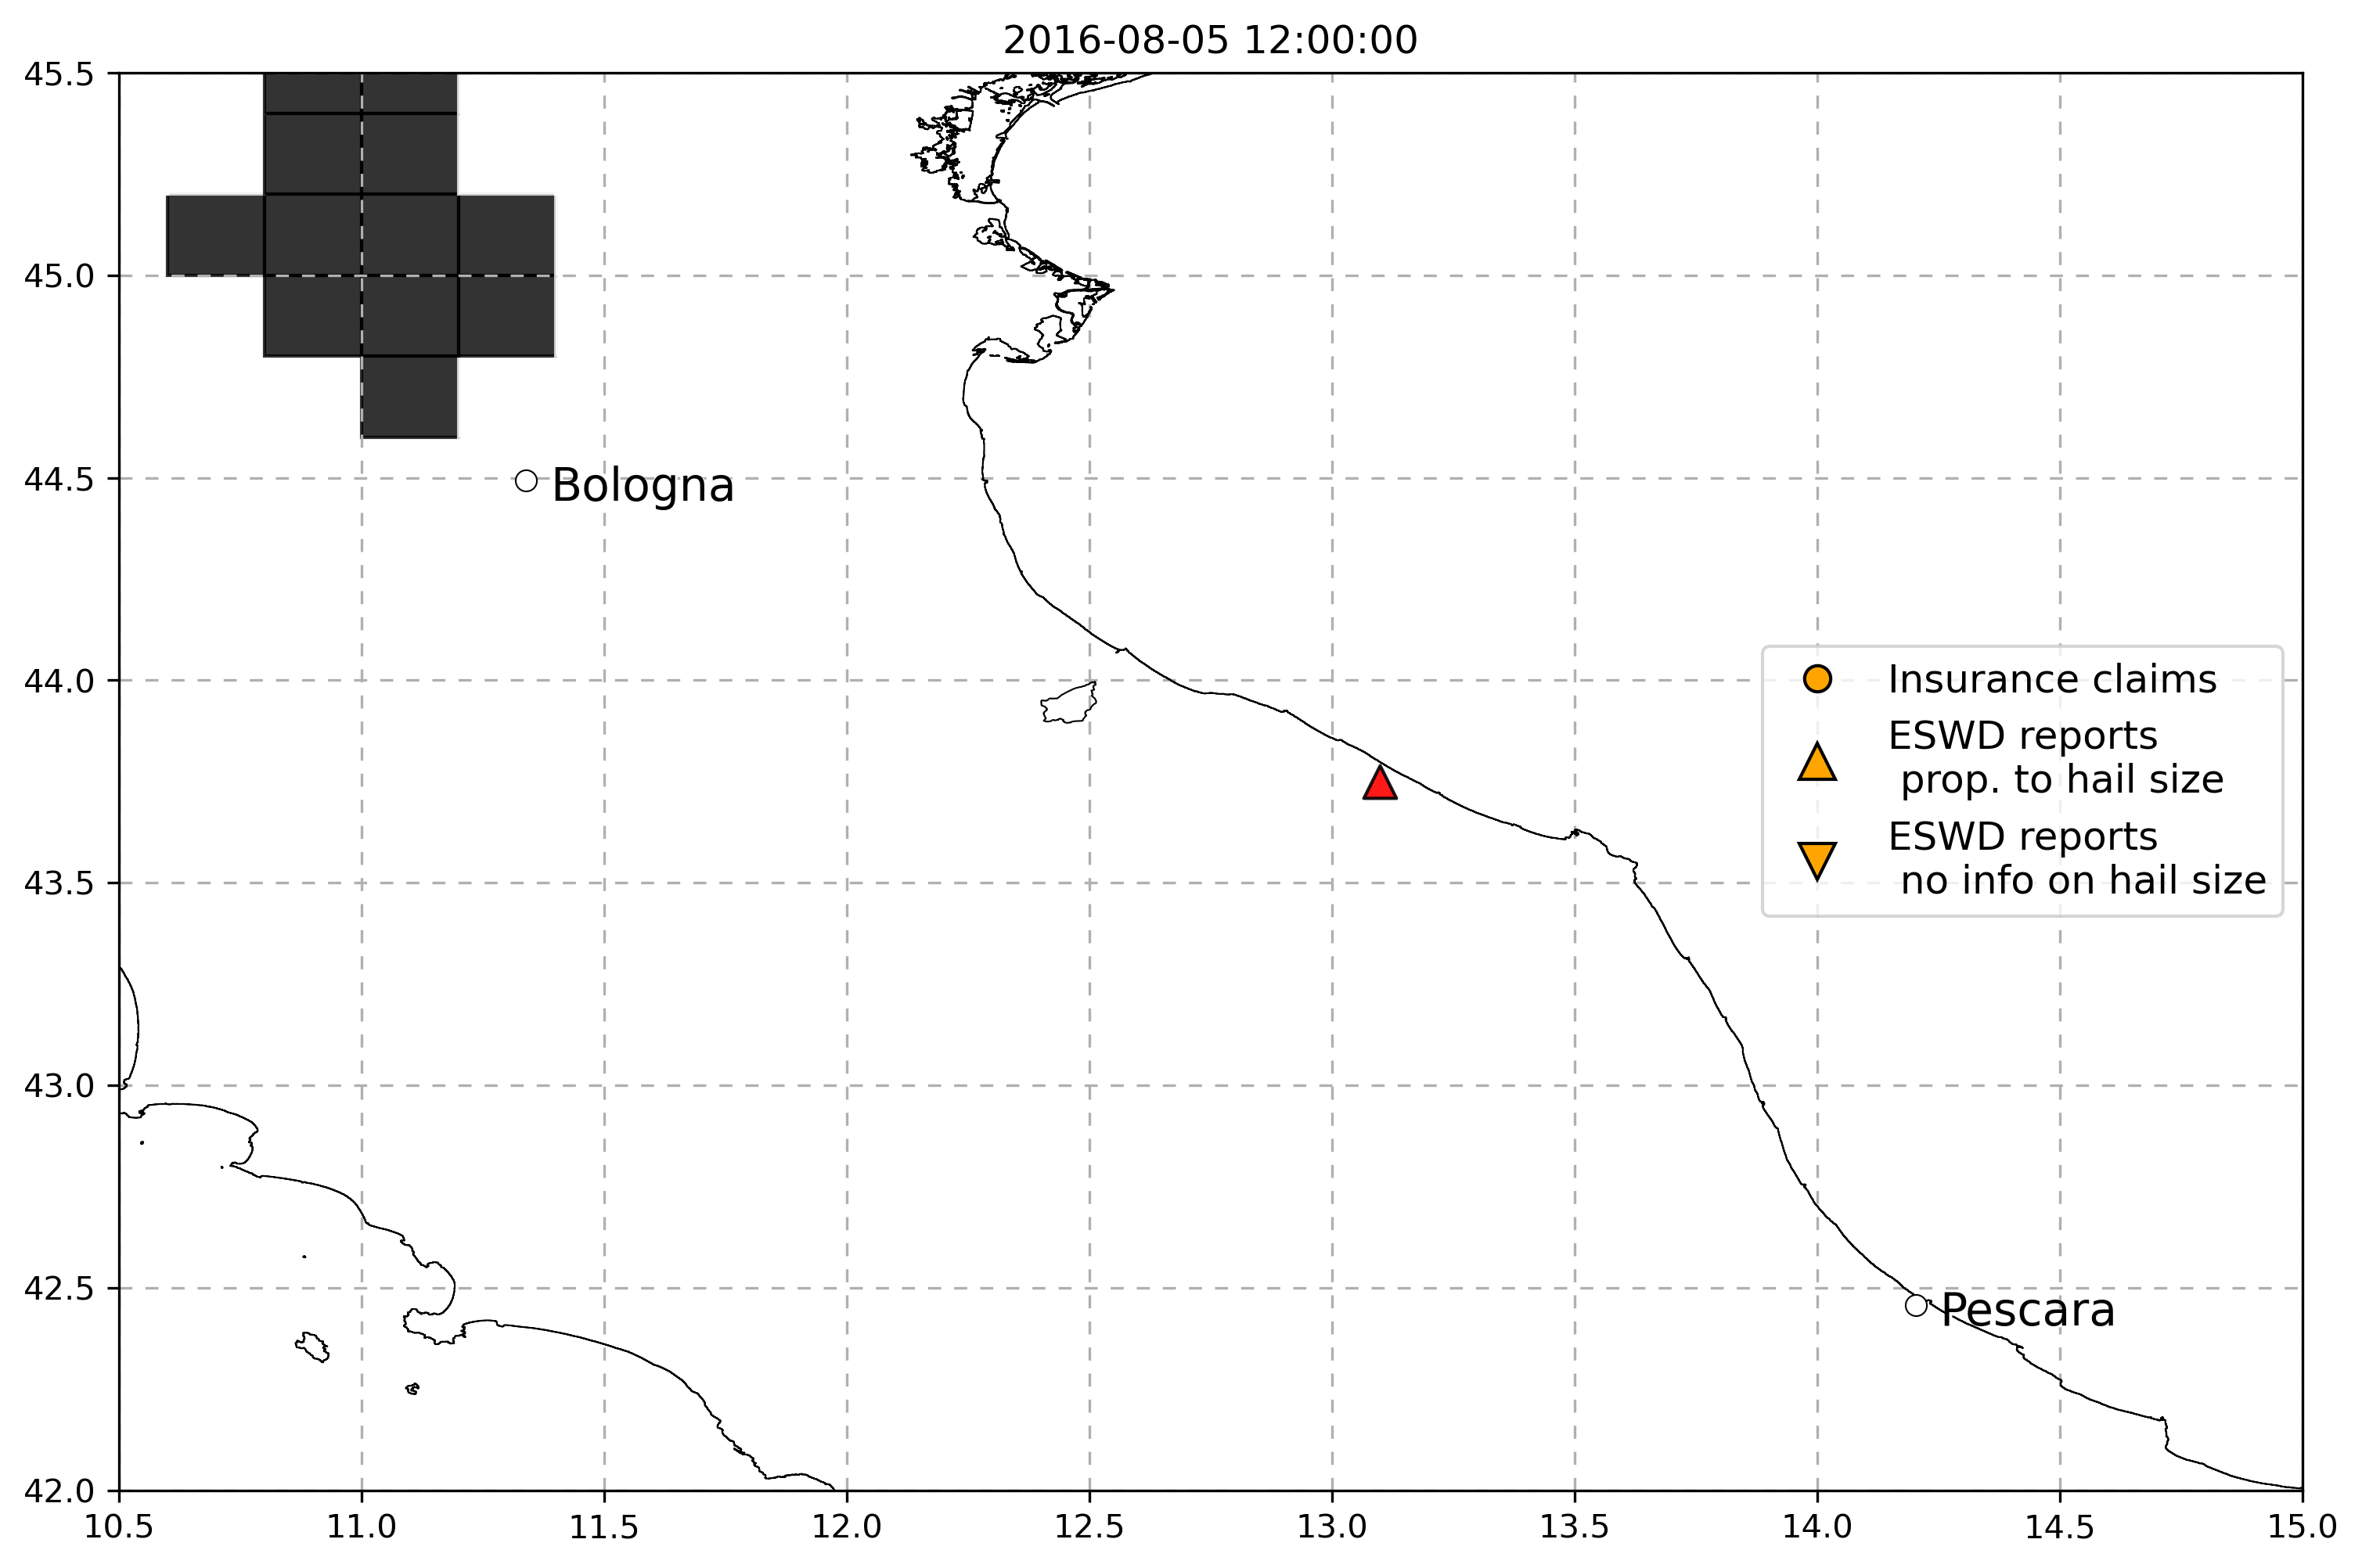 2016-08-05 12:00:00
45.5
45.0
44.5
44.0
43.5
43.0
42.5
42.0
Bologna
Insurance claims
ESWD reports
prop. to hail size
ESWD reports
no info on hail size
Pescara
10.5 11.0 11.5 12.0 12.5 13.0 13.5 14.0 14.5 15.0